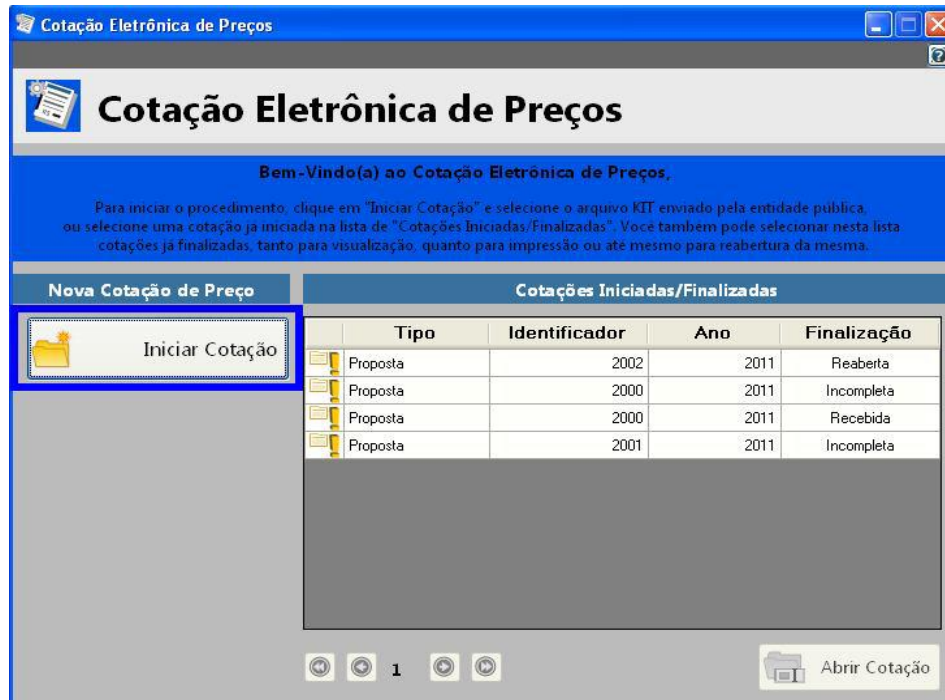 Cotação Eletrônica de Preços
Cotação Eletrônica de Preços
Bem-Vindo(a) ao Cotação Eletrônica de Preços,
Para iniciar o procedimento, clique em "Iniciar Cotação" e selecione o arquivo KIT enviado pela entidade pública,
ou selecione uma cotação já iniciada na lista de "Cotações Iniciadas/Finalizadas". Você também pode selecionar nesta lista
cotações já finalizadas, tanto para visualização, quanto para impressão ou até mesmo para reabertura da mesma.
Nova Cotação de Preço
Cotações Iniciadas/Finalizadas
Iniciar Cotação
Tipo Identificador Ano Finalização
Proposta 2002 2011 Reaberta
Proposta 2000 2011 Incompleta
Proposta 2000 2011 Recebida
Proposta 2001 2011 Incompleta
1
Abrir Cotação